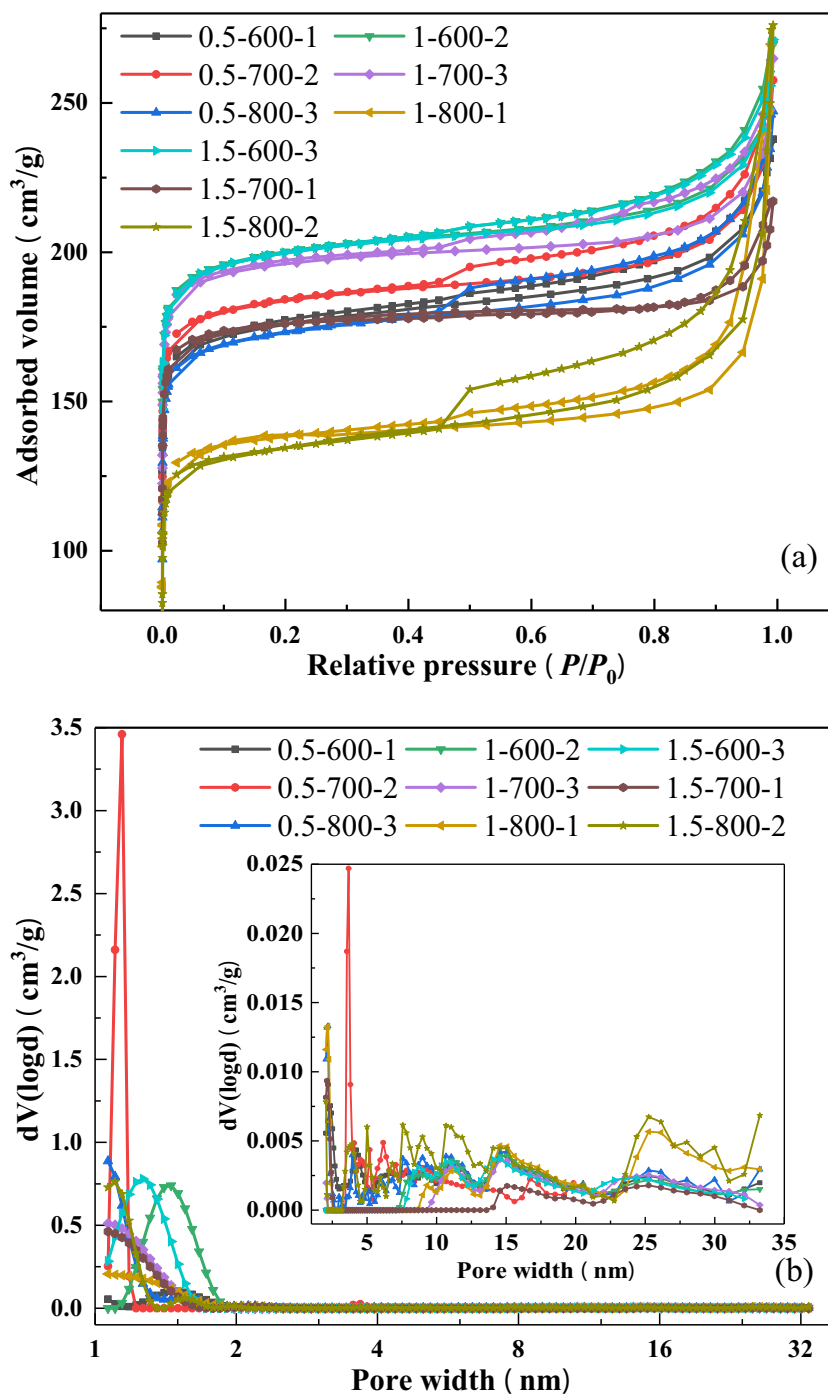 0.5-600-1 1-600-2
0.5-700-2 1-700-3
0.5-800-3 1-800-1
1.5-600-3
1.5-700-1
1.5-800-2
250
200
150
100
Adsorbed volume ( cm³/g)
(a)
0.0 0.2 0.4 0.6 0.8 1.0
Relative pressure ( P/P₀)
3.5
3.0
2.5
2.0
1.5
1.0
0.5
0.0
dV(logd) ( cm³/g)
0.5-600-1 1-600-2 1.5-600-3
0.5-700-2 1-700-3 1.5-700-1
0.5-800-3 1-800-1 1.5-800-2
0.025
0.020
0.015
0.010
0.005
0.000
dV(logd) ( cm³/g)
5 10 15 20 25 30 35
Pore width ( nm)
(b)
1 2 4 8 16 32
Pore width ( nm)